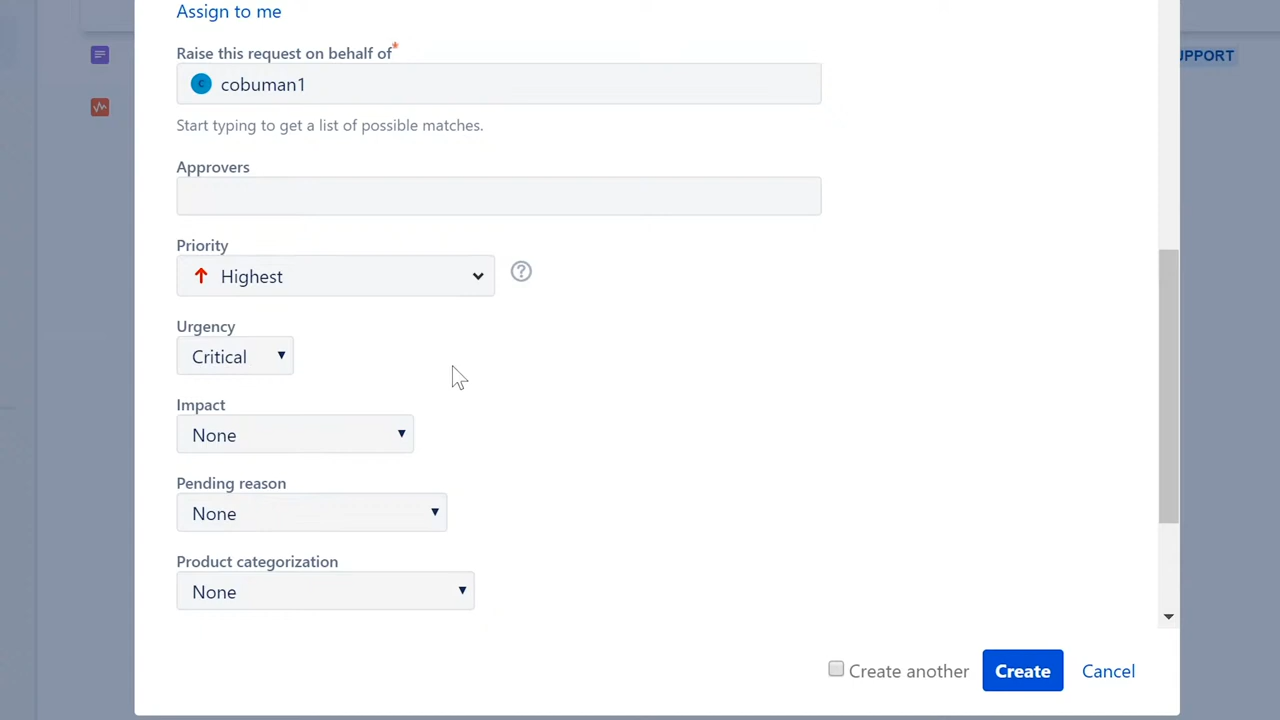 Assign to me
Raise this request on behalf of*
C cobuman1
Start typing to get a list of possible matches.
Approvers
Priority
Highest
?
Urgency
Critical
Impact
None
Pending reason
None
Product categorization
None
Create another Create Cancel